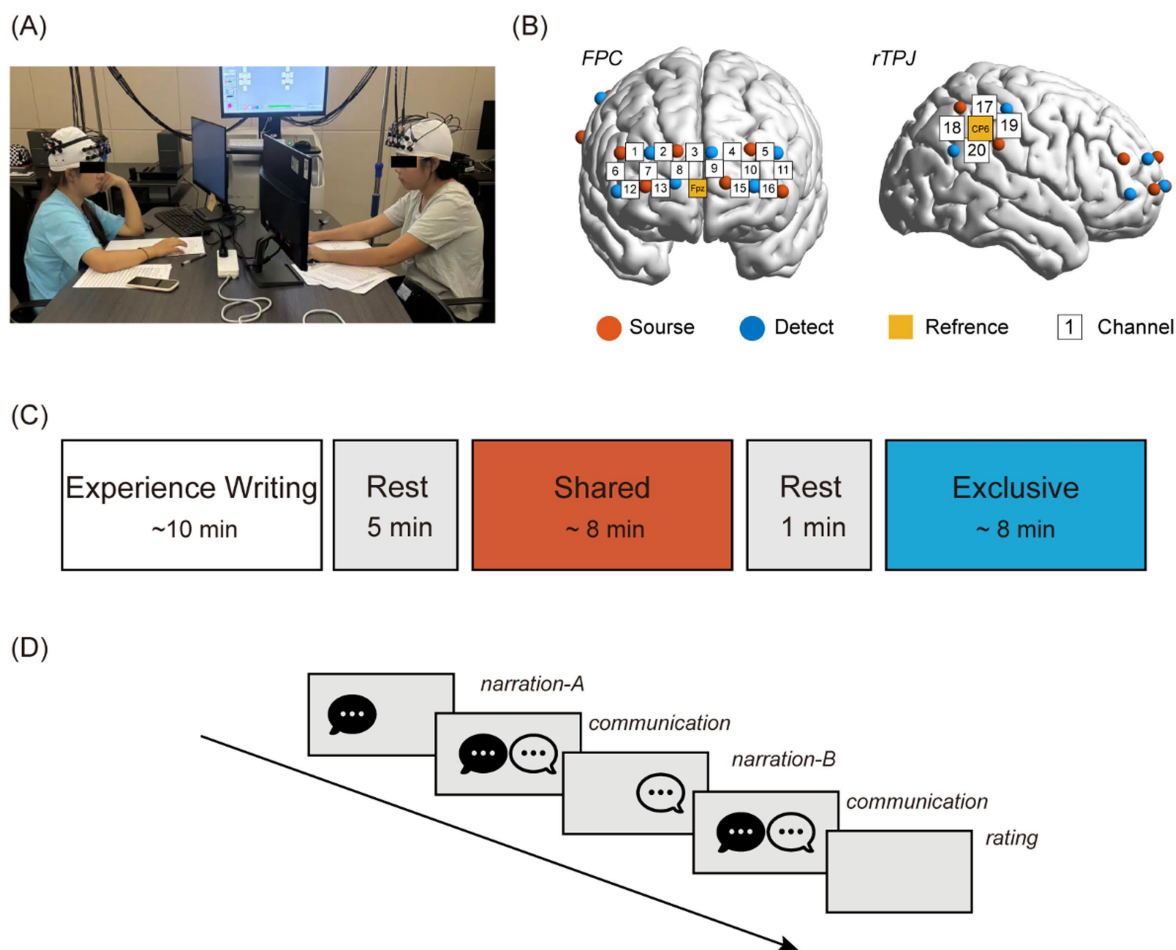 (A)
(B)
FPC
rTPJ
1 2 3 4 5
6 7 8 9 10 11
12 13 Fpz 15 16
17
18 CP6 19
20
Sourse Detect Refrence 1 Channel
(C)
Experience Writing
~10 min
Rest
5 min
Shared
~ 8 min
Rest
1 min
Exclusive
~ 8 min
(D)
narration-A
communication
narration-B
communication
rating